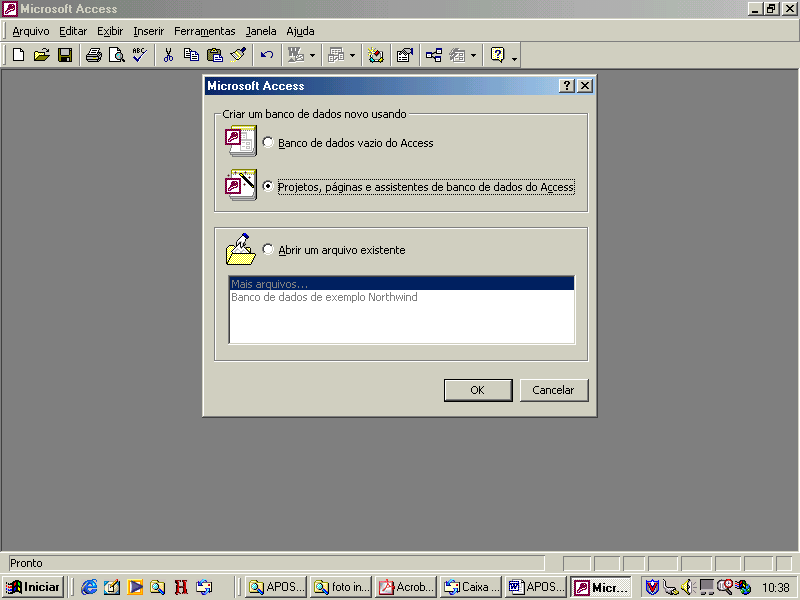 Microsoft Access
Arquivo Editar Exibir Inserir Ferramentas Janela Ajuda
Microsoft Access
Criar um banco de dados novo usando
Banco de dados vazio do Access
Projetos, páginas e assistentes de banco de dados do Access
Abrir um arquivo existente
Mais arquivos...
Banco de dados de exemplo Northwind
OK Cancelar
Pronto
Iniciar APOS... foto in... Acrob... Caixa ... APOS... Micr... 10:38